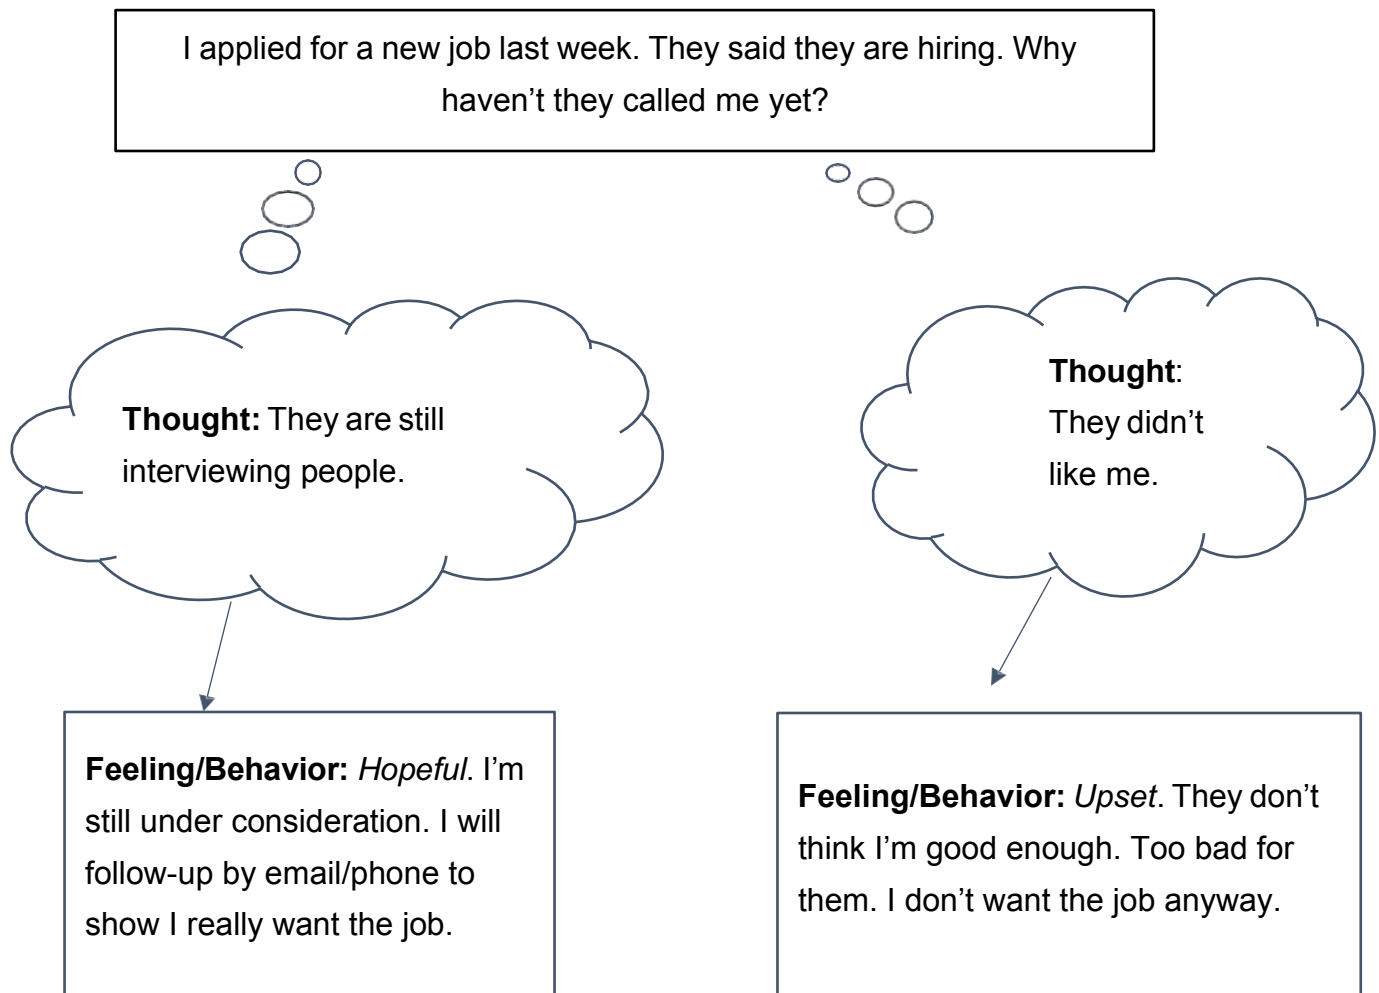 I applied for a new job last week. They said they are hiring. Why
haven’t they called me yet?
Thought: They are still
interviewing people.
Thought:
They didn’t
like me.
Feeling/Behavior: Hopeful. I’m
still under consideration. I will
follow-up by email/phone to
show I really want the job.
Feeling/Behavior: Upset. They don’t
think I’m good enough. Too bad for
them. I don’t want the job anyway.